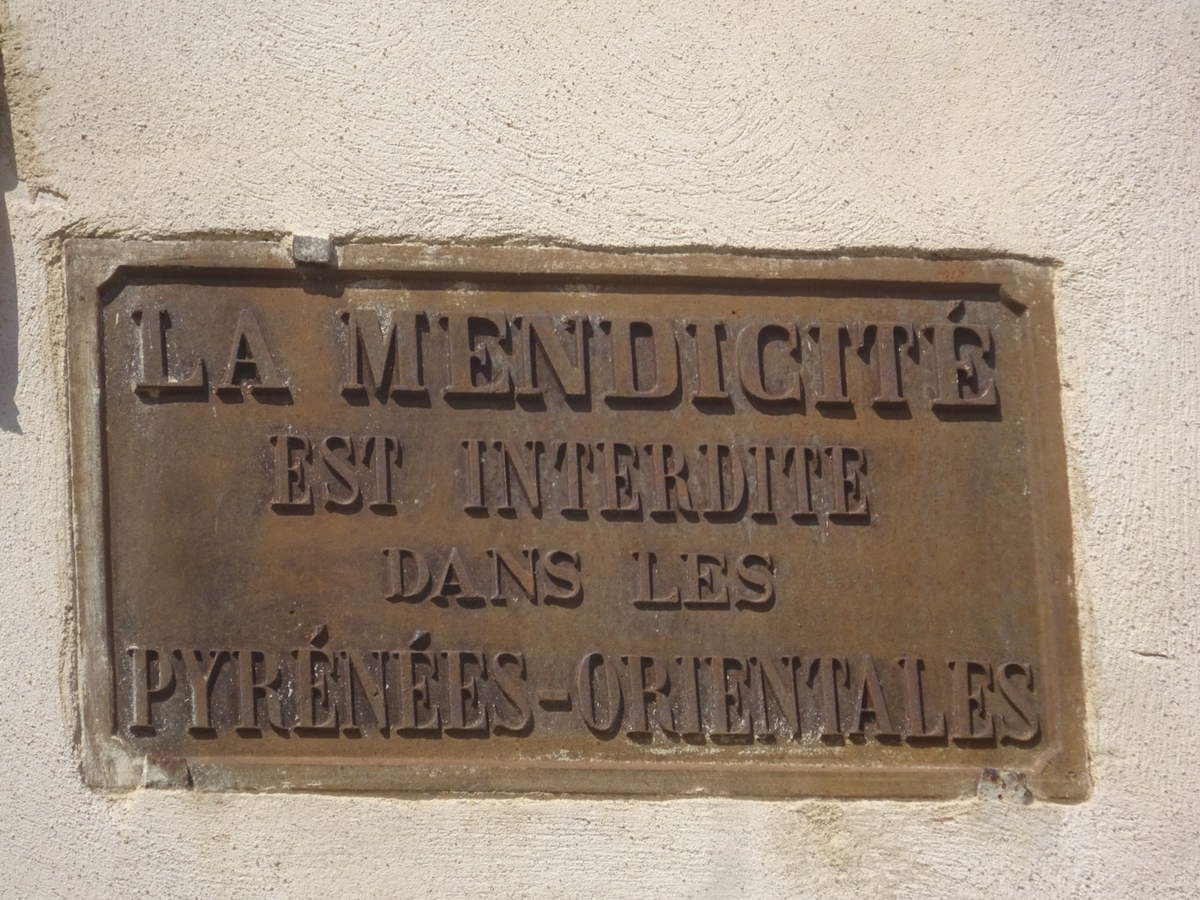 LA MENDICITÉ
EST INTERDITE
DANS LES
PYRÉNÉES-ORIENTALES